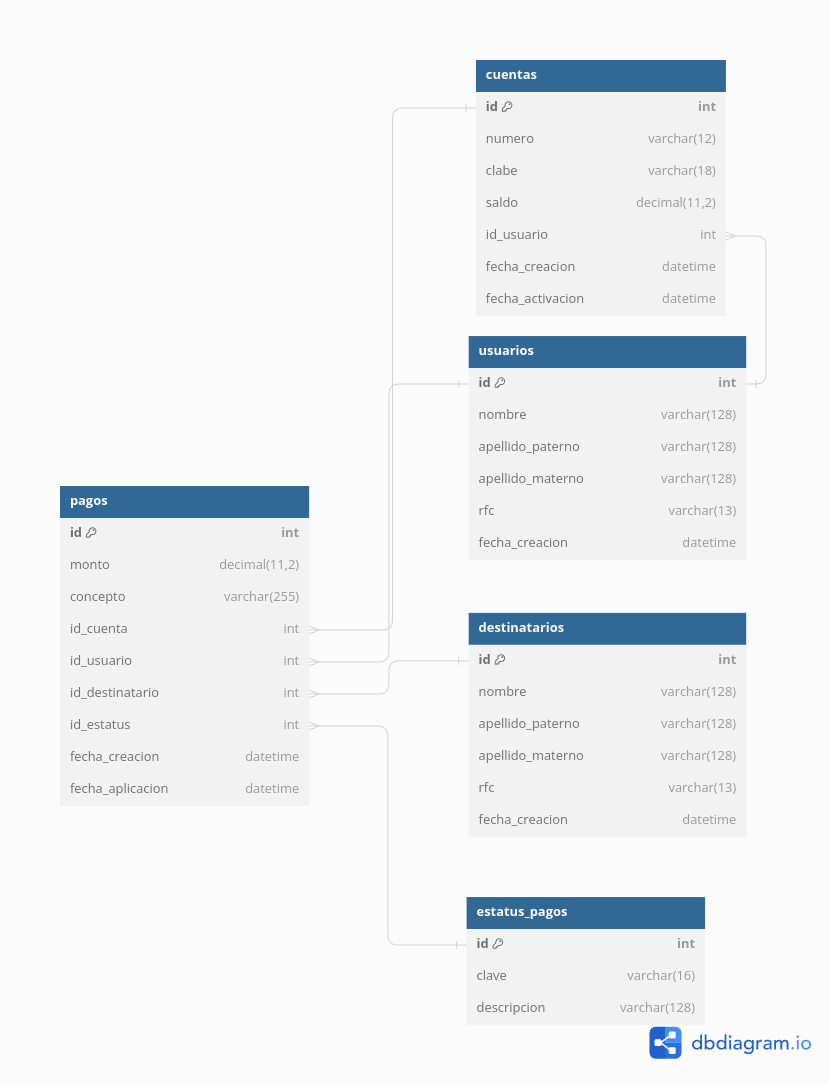 cuentas
id int
numero varchar(12)
clabe varchar(18)
saldo decimal(11,2)
id_usuario int
fecha_creacion datetime
fecha_activacion datetime
usuarios
id int
nombre varchar(128)
apellido_paterno varchar(128)
apellido_materno varchar(128)
rfc varchar(13)
fecha_creacion datetime
pagos
id int
monto decimal(11,2)
concepto varchar(255)
id_cuenta int
id_usuario int
id_destinatario int
id_estatus int
fecha_creacion datetime
fecha_aplicacion datetime
destinatarios
id int
nombre varchar(128)
apellido_paterno varchar(128)
apellido_materno varchar(128)
rfc varchar(13)
fecha_creacion datetime
estatus_pagos
id int
clave varchar(16)
descripcion varchar(128)
dbdiagram.io